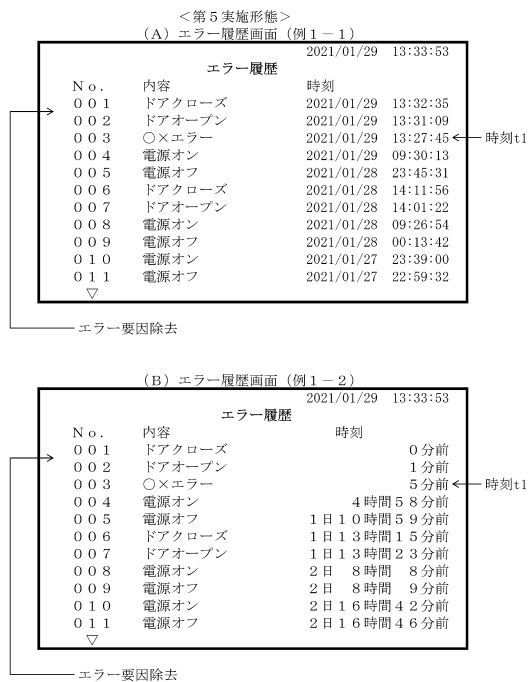 ＜第５実施形態＞
（Ａ）エラー履歴画面（例１－１）
2021/01/29　13:33:53
エラー履歴
Ｎｏ．　内容　時刻
００１　ドアクローズ　2021/01/29　13:32:35
００２　ドアオープン　2021/01/29　13:31:09
００３　○×エラー　2021/01/29　13:27:45　時刻t1
００４　電源オン　2021/01/29　09:30:13
００５　電源オフ　2021/01/28　23:45:31
００６　ドアクローズ　2021/01/28　14:11:56
００７　ドアオープン　2021/01/28　14:01:22
００８　電源オン　2021/01/28　09:26:54
００９　電源オフ　2021/01/28　00:13:42
０１０　電源オン　2021/01/27　23:39:00
０１１　電源オフ　2021/01/27　22:59:32
▽
エラー要因除去
（Ｂ）エラー履歴画面（例１－２）
2021/01/29　13:33:53
エラー履歴
Ｎｏ．　内容　時刻
００１　ドアクローズ　０分前
００２　ドアオープン　１分前
００３　○×エラー　５分前　時刻t1
００４　電源オン　４時間５８分前
００５　電源オフ　１日１０時間５９分前
００６　ドアクローズ　１日１３時間１５分前
００７　ドアオープン　１日１３時間２３分前
００８　電源オン　２日　８時間　８分前
００９　電源オフ　２日　８時間　９分前
０１０　電源オン　２日１６時間４２分前
０１１　電源オフ　２日１６時間４６分前
▽
エラー要因除去